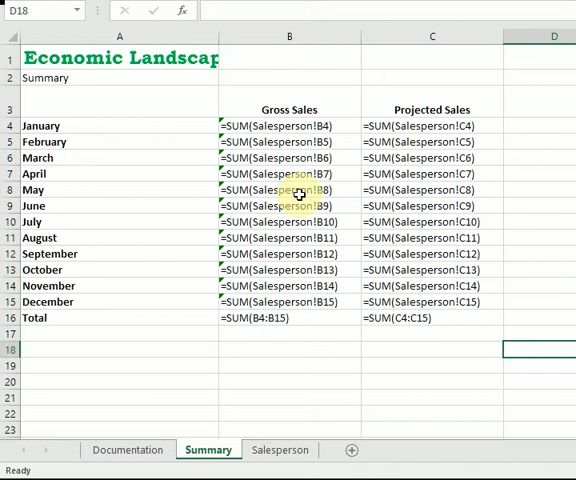 D18
fx
A B C D
1 Economic Landscap
2 Summary
3 Gross Sales Projected Sales
4 January =SUM(Salesperson!B4) =SUM(Salesperson!C4)
5 February =SUM(Salesperson!B5) =SUM(Salesperson!C5)
6 March =SUM(Salesperson!B6) =SUM(Salesperson!C6)
7 April =SUM(Salesperson!B7) =SUM(Salesperson!C7)
8 May =SUM(Salesperson!B8) =SUM(Salesperson!C8)
9 June =SUM(Salesperson!B9) =SUM(Salesperson!C9)
10 July =SUM(Salesperson!B10) =SUM(Salesperson!C10)
11 August =SUM(Salesperson!B11) =SUM(Salesperson!C11)
12 September =SUM(Salesperson!B12) =SUM(Salesperson!C12)
13 October =SUM(Salesperson!B13) =SUM(Salesperson!C13)
14 November =SUM(Salesperson!B14) =SUM(Salesperson!C14)
15 December =SUM(Salesperson!B15) =SUM(Salesperson!C15)
16 Total =SUM(B4:B15) =SUM(C4:C15)
17
18
19
20
21
22
23
Documentation Summary Salesperson
Ready